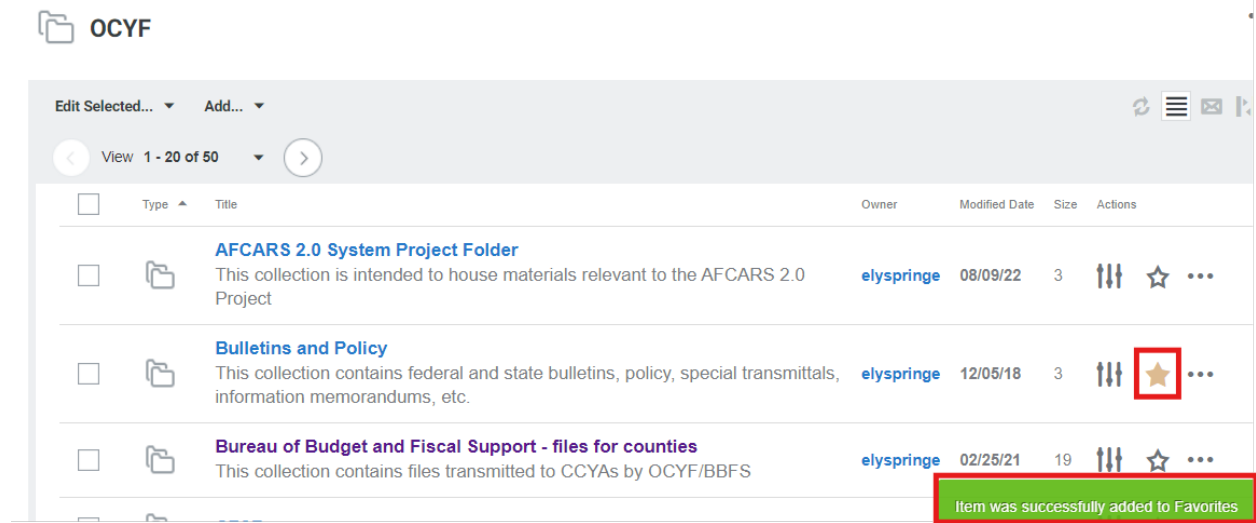 OCYF
Edit Selected... Add...
View 1 - 20 of 50
Type Title Owner Modified Date Size Actions
AFCARS 2.0 System Project Folder
This collection is intended to house materials relevant to the AFCARS 2.0
Project
elyspringe 08/09/22 3
Bulletins and Policy
This collection contains federal and state bulletins, policy, special transmittals,
information memorandums, etc.
elyspringe 12/05/18 3
Bureau of Budget and Fiscal Support - files for counties
This collection contains files transmitted to CCYAs by OCYF/BBFS
elyspringe 02/25/21 19
Item was successfully added to Favorites